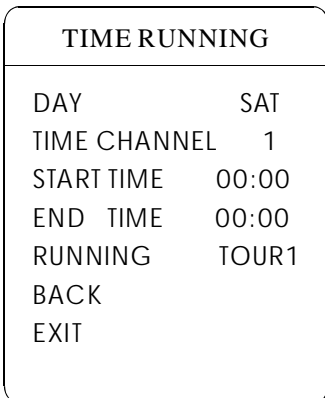 TIME RUNNING
DAY SAT
TIME CHANNEL 1
START TIME 00:00
END TIME 00:00
RUNNING TOUR1
BACK
EXIT